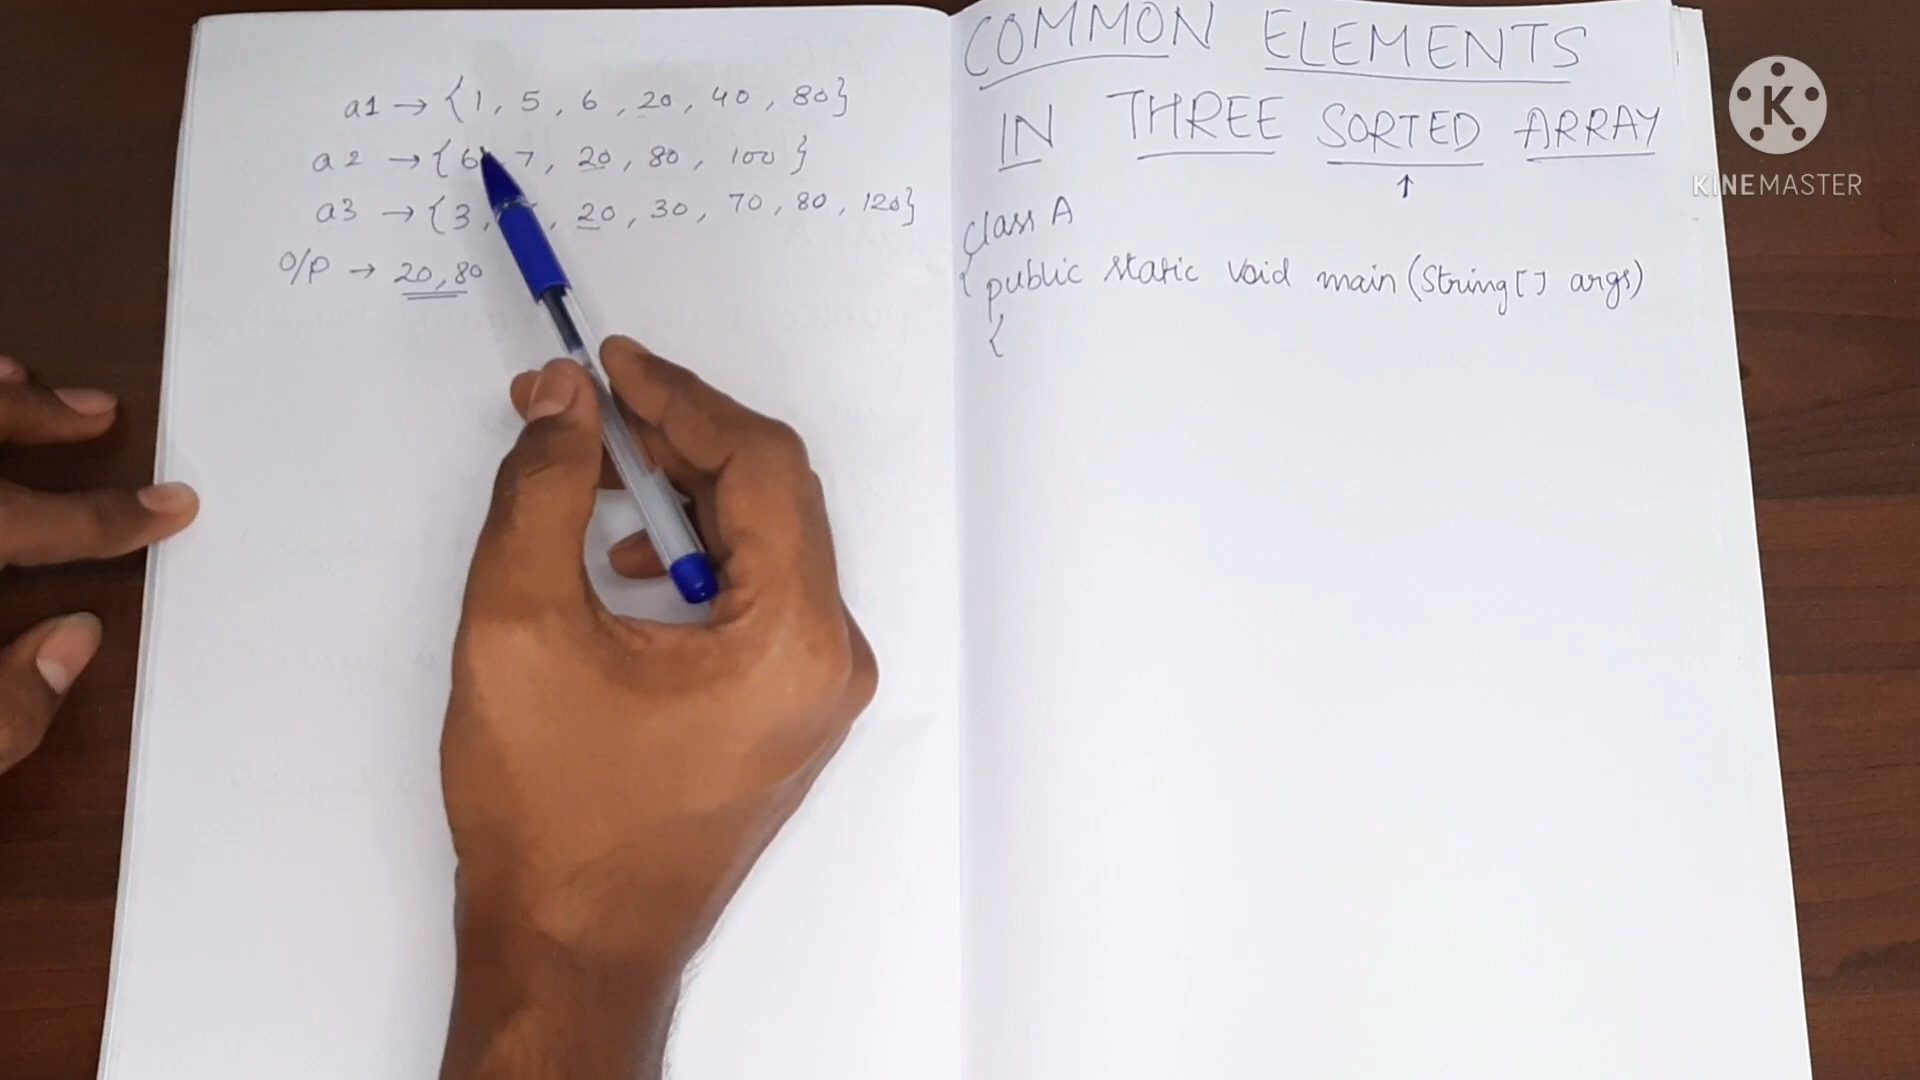 a1 → {1, 5, 6, 20, 40, 80}
a2 → {6, 7, 20, 80, 100}
a3 → {3, , 20, 30, 70, 80, 120}
O/P → 20, 80
COMMON ELEMENTS
IN THREE SORTED ARRAY
↑
class A
{ public static void main (String [] args)
{
K
KINEMASTER